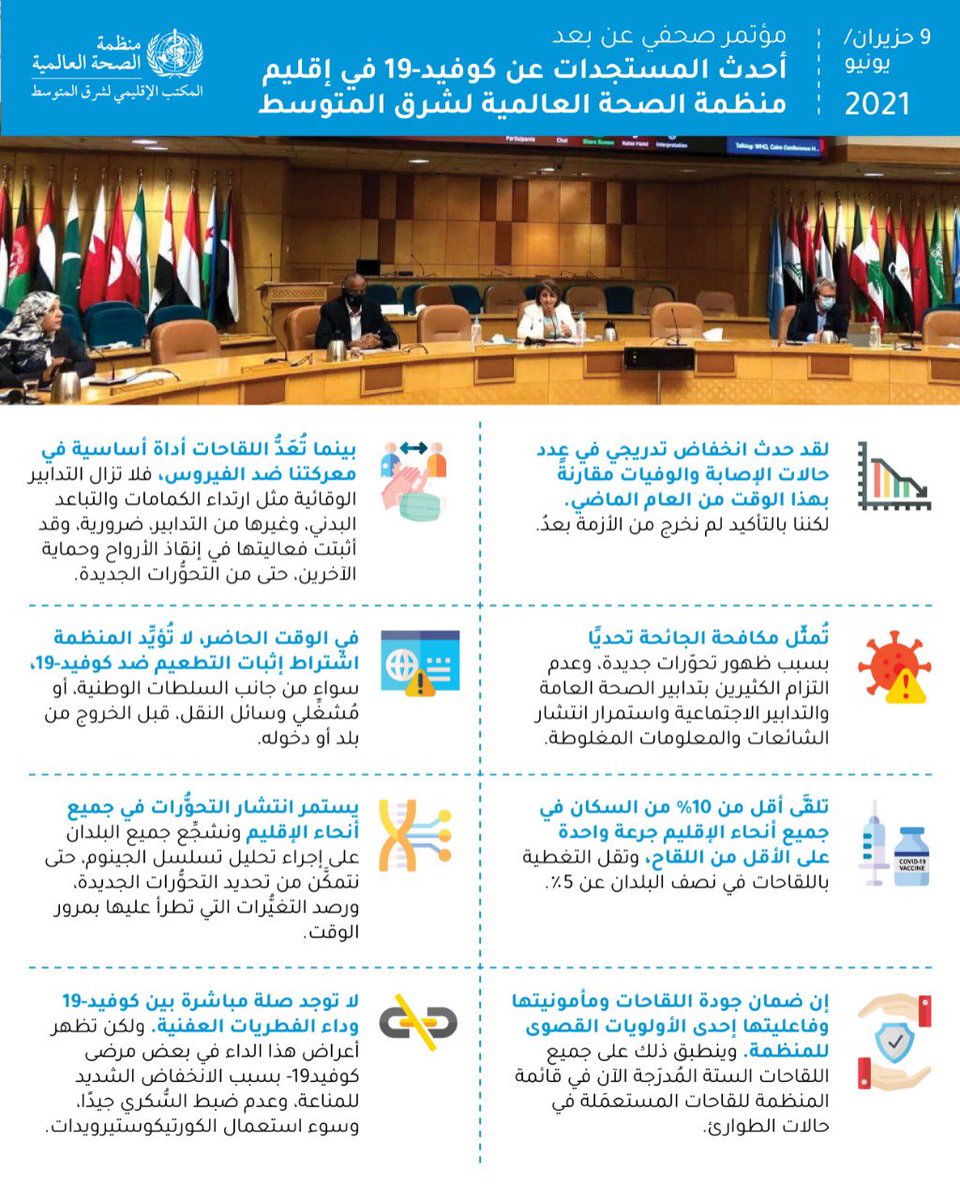 9 حزيران/
يونيو
2021
مؤتمر صحفي عن بعد
أحدث المستجدات عن كوفيد-19 في إقليم
منظمة الصحة العالمية لشرق المتوسط
منظمة
الصحة العالمية
المكتب الإقليمي لشرق المتوسط
Participants Chat Share Screen Raise Hand Interpretation
Talking: WHO, Cairo Conference H...
لقد حدث انخفاض تدريجي في عدد
حالات الإصابة والوفيات مقارنةً
بهذا الوقت من العام الماضي.
لكننا بالتأكيد لم نخرج من الأزمة بعدُ.
بينما تُعَدُّ اللقاحات أداة أساسية في
معركتنا ضد الفيروس، فلا تزال التدابير
الوقائية مثل ارتداء الكمامات والتباعد
البدني، وغيرها من التدابير، ضرورية، وقد
أثبتت فعاليتها في إنقاذ الأرواح وحماية
الآخرين، حتى من التحوُّرات الجديدة.
تُمثّل مكافحة الجائحة تحديًا
بسبب ظهور تحوّرات جديدة، وعدم
التزام الكثيرين بتدابير الصحة العامة
والتدابير الاجتماعية واستمرار انتشار
الشائعات والمعلومات المغلوطة.
في الوقت الحاضر، لا تُؤيِّد المنظمة
اشتراط إثبات التطعيم ضد كوفيد-19،
سواء من جانب السلطات الوطنية، أو
مُشغِّلي وسائل النقل، قبل الخروج من
بلد أو دخوله.
تلقَّى أقل من 10% من السكان في
جميع أنحاء الإقليم جرعة واحدة
على الأقل من اللقاح، وتقل التغطية
باللقاحات في نصف البلدان عن 5٪.
COVID-19
VACCINE
يستمر انتشار التحوُّرات في جميع
أنحاء الإقليم ونشجِّع جميع البلدان
على إجراء تحليل تسلسل الجينوم، حتى
نتمكَّن من تحديد التحوُّرات الجديدة،
ورصد التغيُّرات التي تطرأ عليها بمرور
الوقت.
إن ضمان جودة اللقاحات ومأمونيتها
وفاعليتها إحدى الأولويات القصوى
للمنظمة. وينطبق ذلك على جميع
اللقاحات الستة المُدرَجة الآن في قائمة
المنظمة للقاحات المستعمَلة في
حالات الطوارئ.
لا توجد صلة مباشرة بين كوفيد-19
وداء الفطريات العفنية. ولكن تظهر
أعراض هذا الداء في بعض مرضى
كوفيد19- بسبب الانخفاض الشديد
للمناعة، وعدم ضبط السُّكري جيدًا،
وسوء استعمال الكورتيكوستيرويدات.